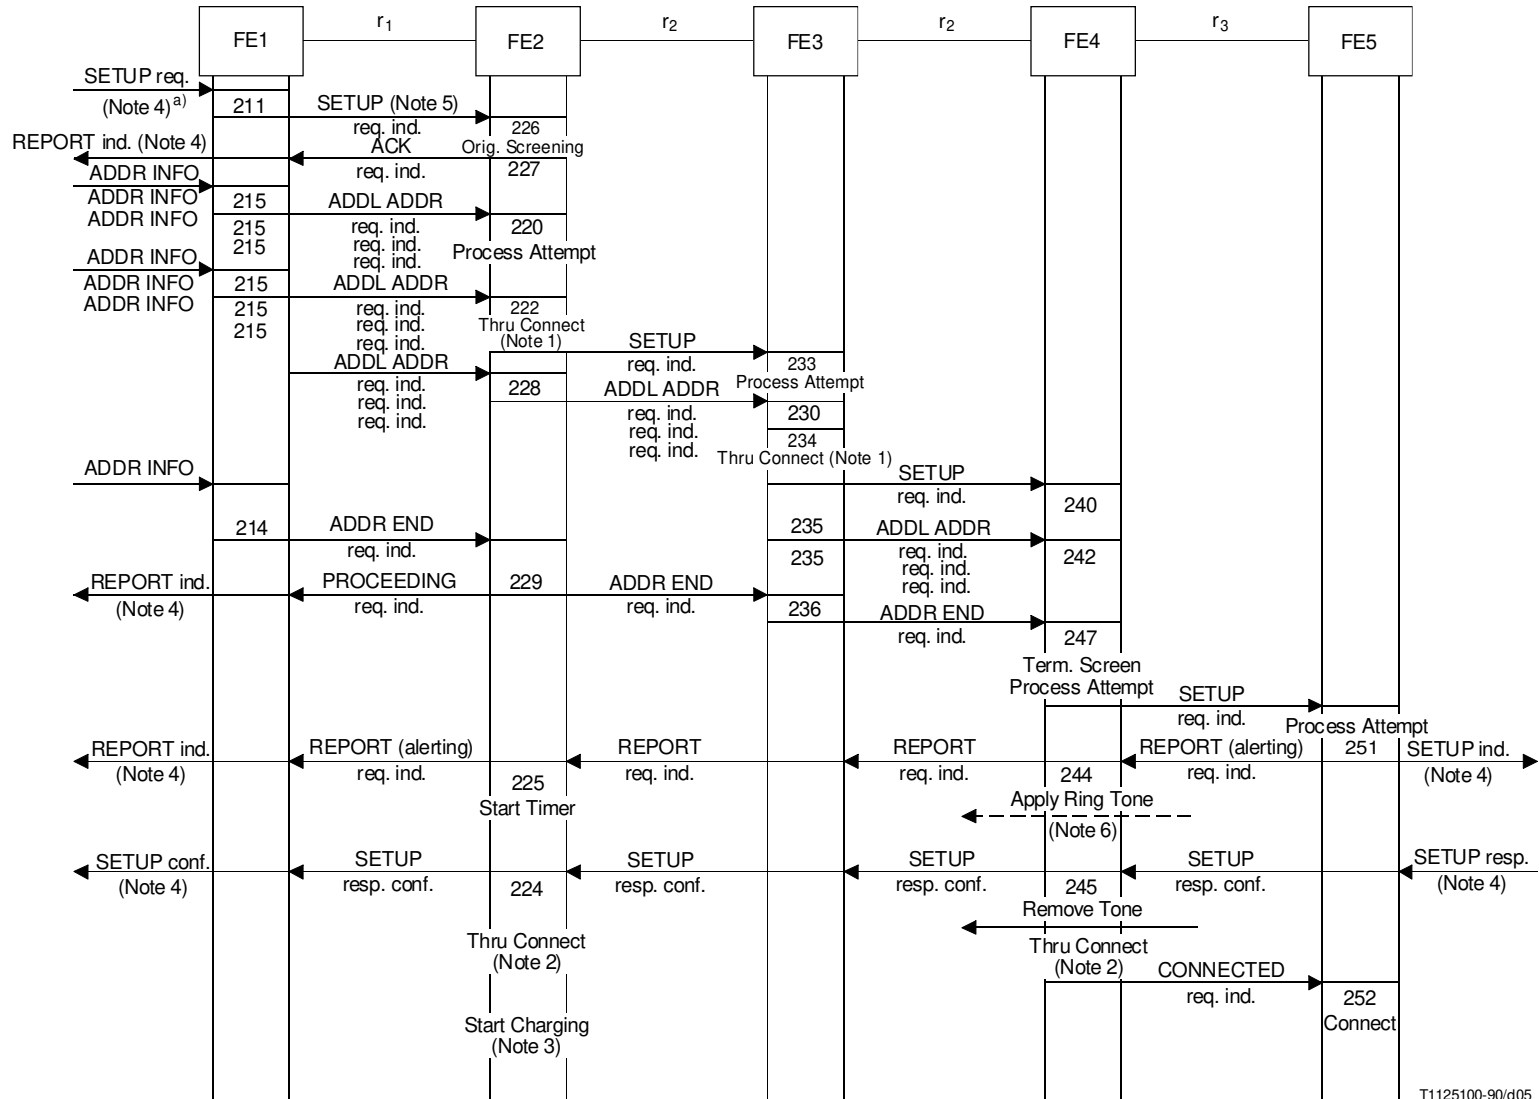 FE1 r1 FE2 r2 FE3 r2 FE4 r3 FE5
SETUP req.
(Note 4)a)
211
SETUP (Note 5)
req. ind.
226
Orig. Screening
REPORT ind. (Note 4)
ACK
req. ind.
227
ADDR INFO
ADDR INFO
ADDR INFO
215
215
215
ADDL ADDR
req. ind.
req. ind.
req. ind.
220
Process Attempt
ADDR INFO
ADDR INFO
ADDR INFO
215
215
215
ADDL ADDR
req. ind.
req. ind.
req. ind.
222
Thru Connect
(Note 1)
SETUP
req. ind.
233
Process Attempt
ADDL ADDR
req. ind.
req. ind.
req. ind.
228
ADDL ADDR
req. ind.
req. ind.
req. ind.
230
234
Thru Connect (Note 1)
ADDR INFO
SETUP
req. ind.
240
214
ADDR END
req. ind.
235
235
ADDL ADDR
req. ind.
req. ind.
req. ind.
242
REPORT ind.
(Note 4)
PROCEEDING
req. ind.
229
ADDR END
req. ind.
236
ADDR END
req. ind.
247
Term. Screen
Process Attempt
SETUP
req. ind.
Process Attempt
251
REPORT ind.
(Note 4)
REPORT (alerting)
req. ind.
225
Start Timer
REPORT
req. ind.
REPORT
req. ind.
244
REPORT (alerting)
req. ind.
SETUP ind.
(Note 4)
Apply Ring Tone
(Note 6)
SETUP conf.
(Note 4)
SETUP
resp. conf.
224
SETUP
resp. conf.
SETUP
resp. conf.
245
SETUP
resp. conf.
SETUP resp.
(Note 4)
Remove Tone
Thru Connect
(Note 2)
Thru Connect
(Note 2)
CONNECTED
req. ind.
252
Connect
Start Charging
(Note 3)
T1125100-90/d05